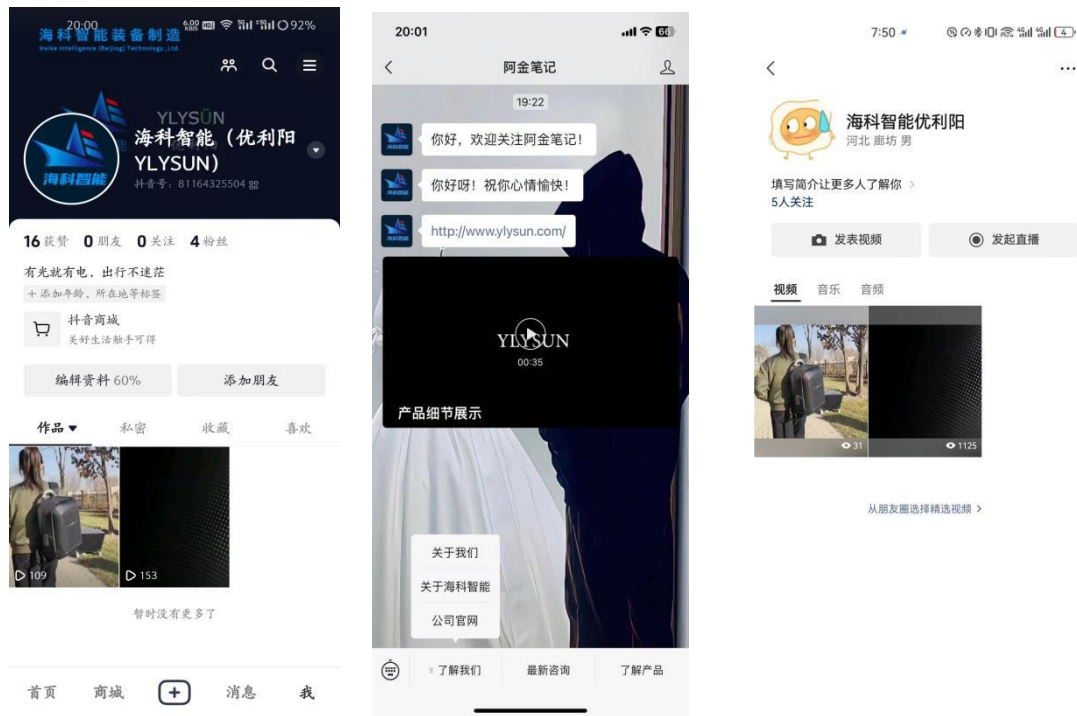 20:00
6.00 KB/S HD 5G 5G 92%
海科智能装备制造
Haike Intelligence (Beijing) Technology.,Ltd.
YLYSÜN
海科智能（优利阳
YLYSUN）
海科智能
抖音号：81164325504
16 获赞 0 朋友 0 关注 4 粉丝
有光就有电，出行不迷茫
+ 添加年龄、所在地等标签
抖音商城
美好生活触手可得
编辑资料 60%
添加朋友
作品 私密 收藏 喜欢
109
153
暂时没有更多了
首页 商城 消息 我
20:01
66
阿金笔记
19:22
你好，欢迎关注阿金笔记！
你好呀！祝你心情愉快！
http://www.ylysun.com/
YLYSUN
00:35
产品细节展示
关于我们
关于海科智能
公司官网
了解我们 最新咨询 了解产品
7:50
5G 5G 4
海科智能优利阳
河北 廊坊 男
填写简介让更多人了解你
5人关注
发表视频
发起直播
视频 音乐 音频
31
1125
从朋友圈选择精选视频